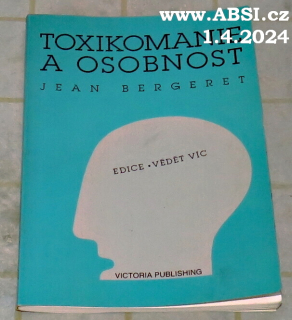 www.ABSI.cz
1.4.2024
TOXIKOMANIE
A OSOBNOST
JEAN BERGERET
EDICE • VĚDĚT VÍC
VICTORIA PUBLISHING